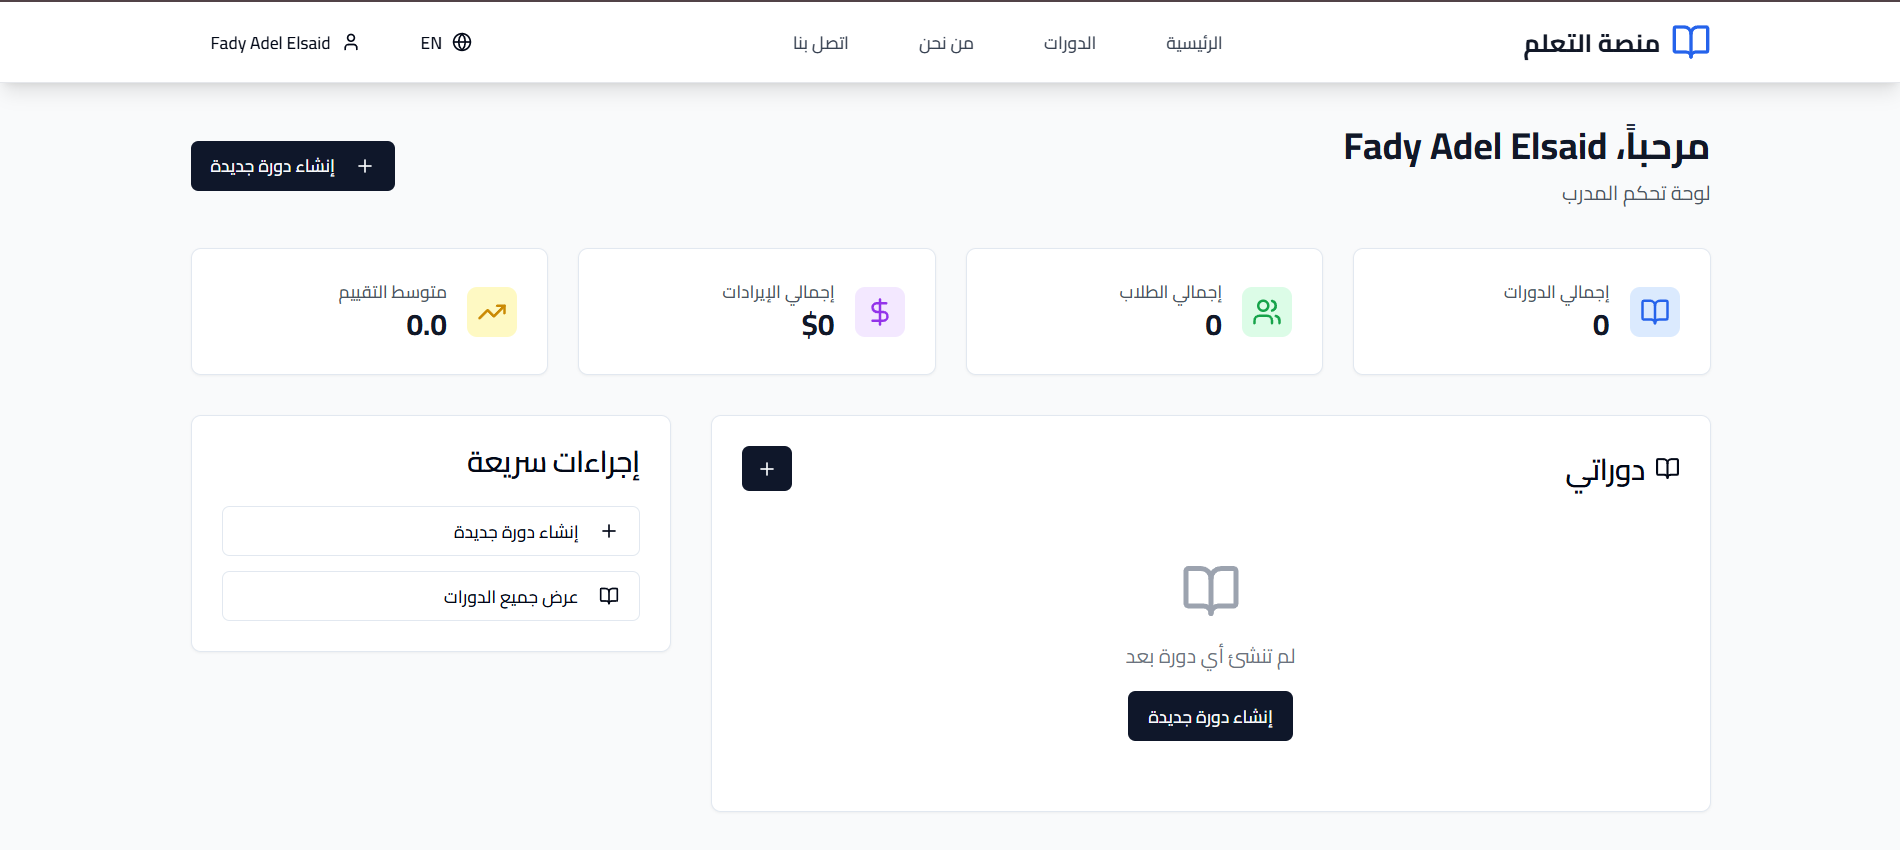 منصة التعلم
الرئيسية
الدورات
من نحن
اتصل بنا
EN
Fady Adel Elsaid
مرحباً، Fady Adel Elsaid
لوحة تحكم المدرب
إنشاء دورة جديدة
إجمالي الدورات
0
إجمالي الطلاب
0
إجمالي الإيرادات
$0
متوسط التقييم
0.0
دوراتي
لم تنشئ أي دورة بعد
إنشاء دورة جديدة
إجراءات سريعة
إنشاء دورة جديدة
عرض جميع الدورات